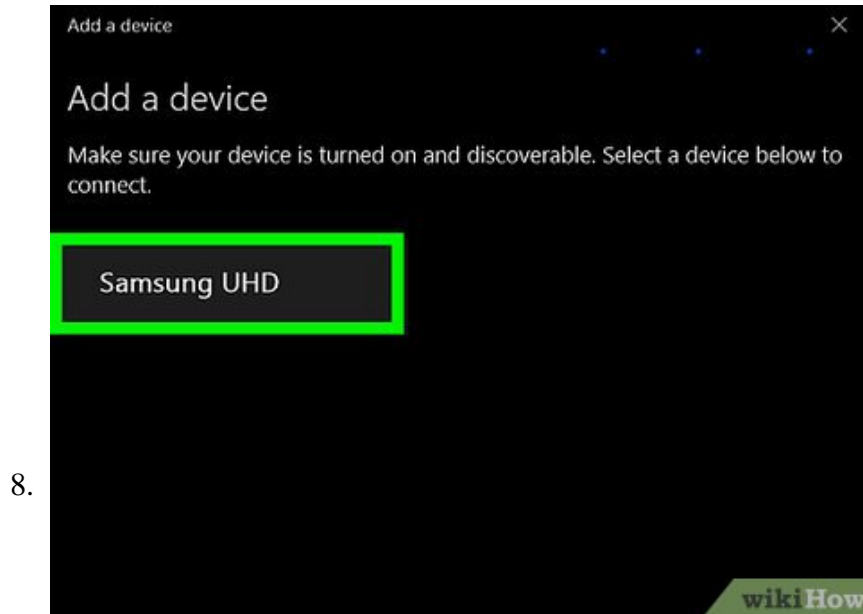 Add a device
Add a device
Make sure your device is turned on and discoverable. Select a device below to
connect.
Samsung UHD
8.
wikiHow